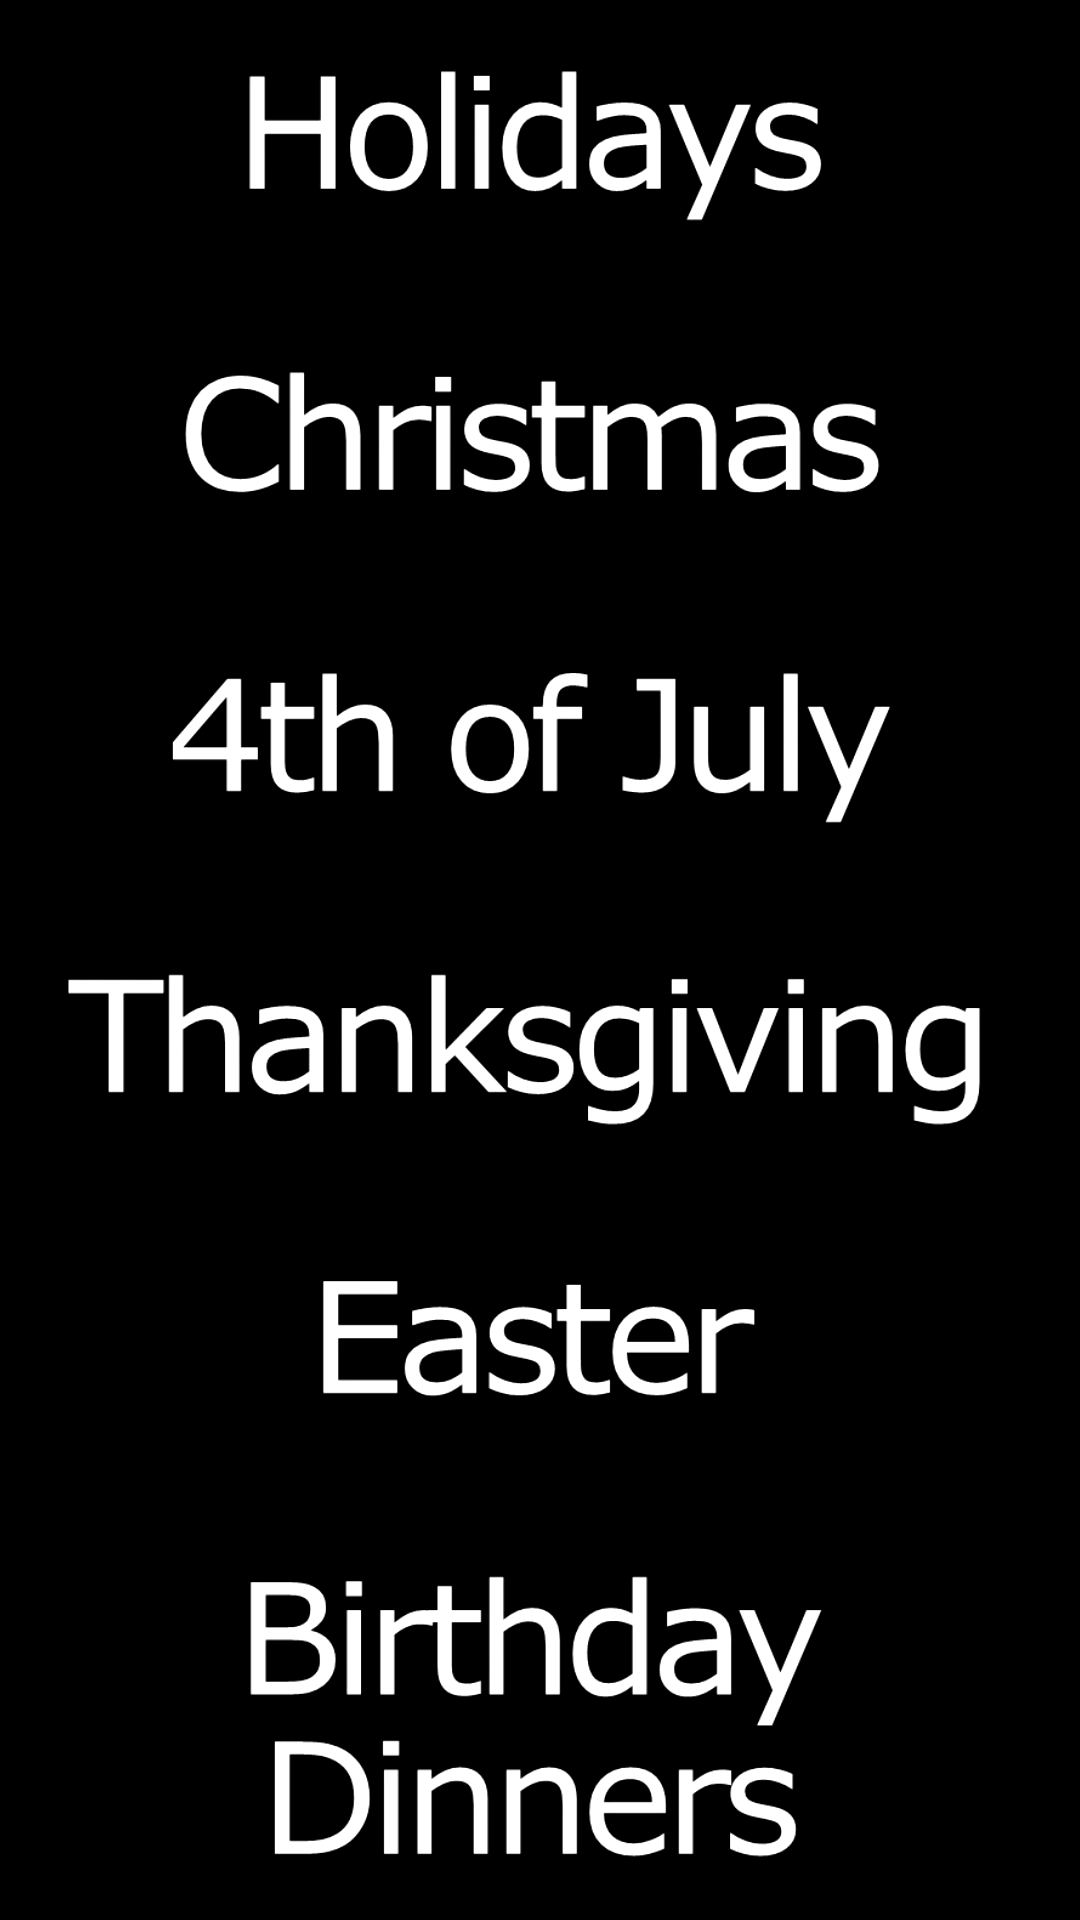 Holidays
Christmas
4th of July
Thanksgiving
Easter
Birthday
Dinners